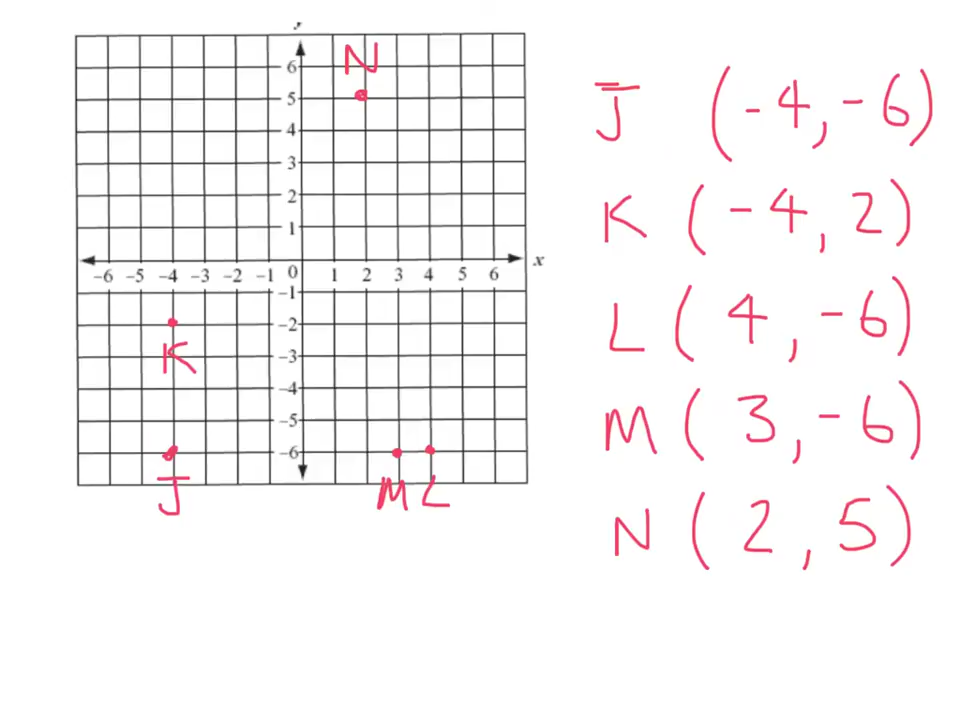 y
6
N
5
4
3
2
1
-6 -5 -4 -3 -2 -1 0 1 2 3 4 5 6 x
-1
-2
K
-3
-4
-5
-6
J M L
J (-4, -6)
K (-4, 2)
L (4, -6)
M (3, -6)
N (2, 5)